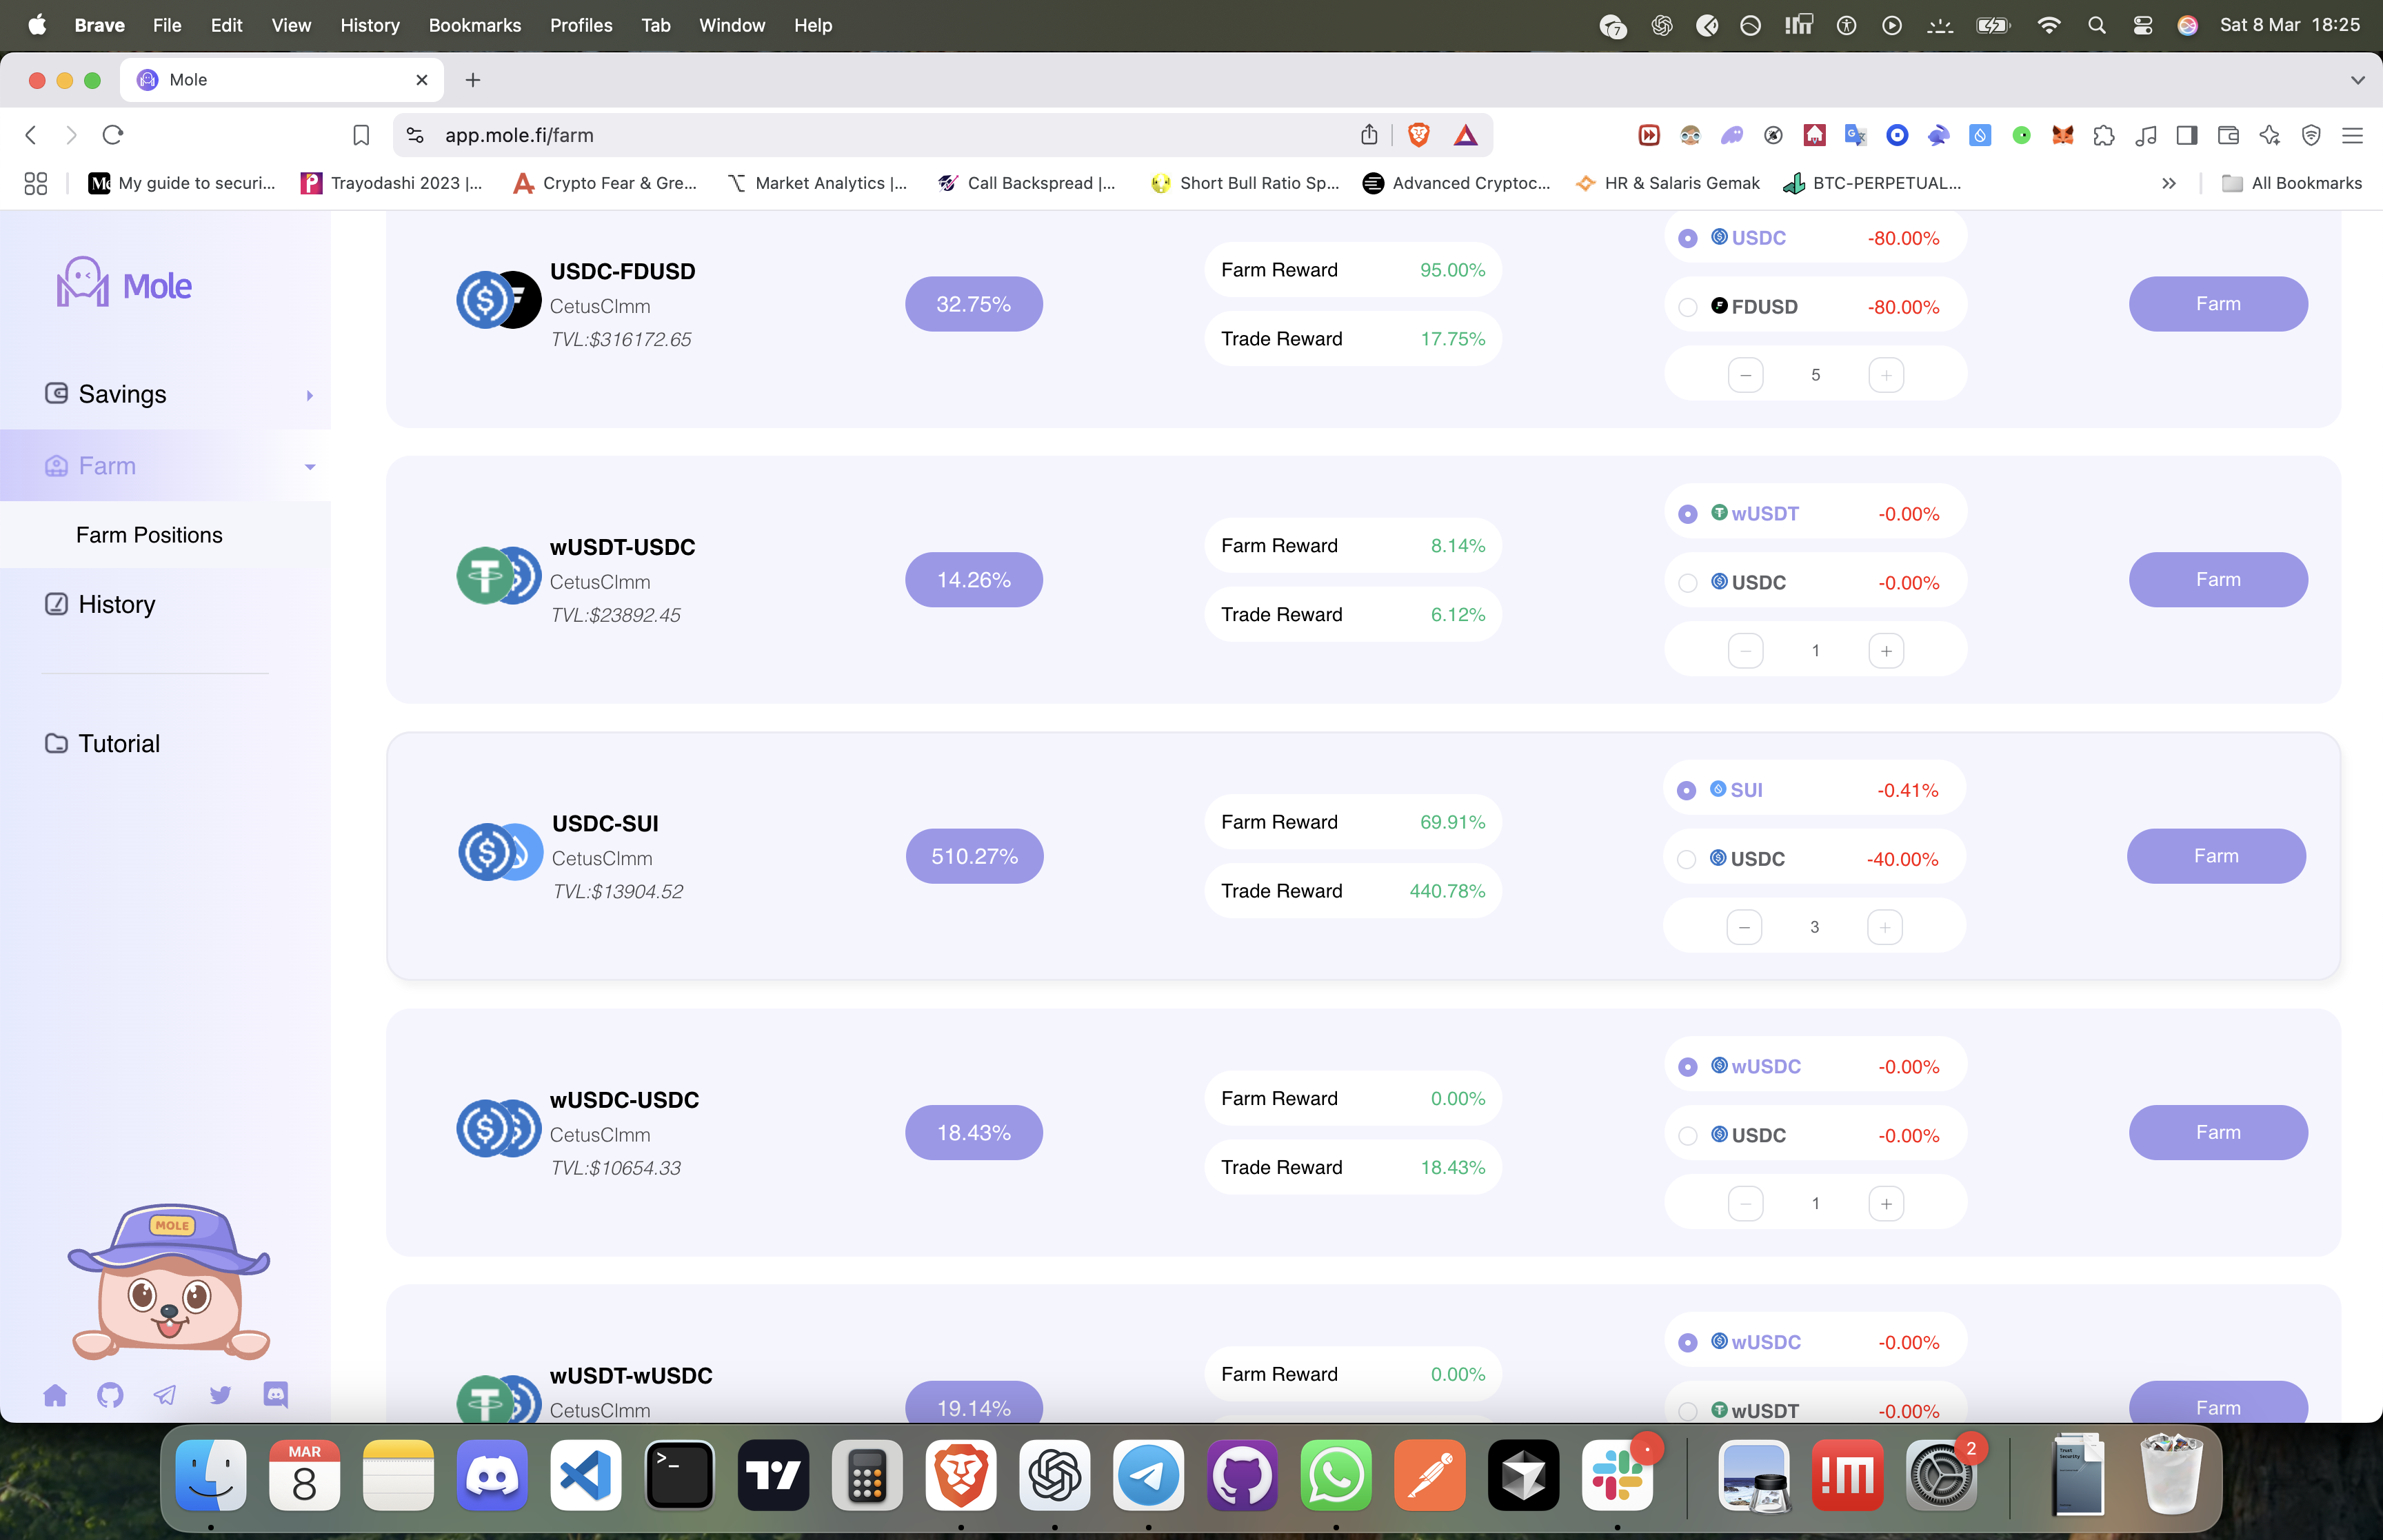 Brave File Edit View History Bookmarks Profiles Tab Window Help
7
Sat 8 Mar 18:25
Mole
app.mole.fi/farm
My guide to securi...
Trayodashi 2023 |...
Crypto Fear & Gre...
Market Analytics |...
Call Backspread |...
Short Bull Ratio Sp...
Advanced Cryptoc...
HR & Salaris Gemak
BTC-PERPETUAL...
All Bookmarks
Mole
Savings
Farm
Farm Positions
History
Tutorial
MOLE
USDC-FDUSD
CetusClmm
TVL:$316172.65
32.75%
Farm Reward 95.00%
Trade Reward 17.75%
USDC -80.00%
FDUSD -80.00%
− 5 +
Farm
wUSDT-USDC
CetusClmm
TVL:$23892.45
14.26%
Farm Reward 8.14%
Trade Reward 6.12%
wUSDT -0.00%
USDC -0.00%
− 1 +
Farm
USDC-SUI
CetusClmm
TVL:$13904.52
510.27%
Farm Reward 69.91%
Trade Reward 440.78%
SUI -0.41%
USDC -40.00%
− 3 +
Farm
wUSDC-USDC
CetusClmm
TVL:$10654.33
18.43%
Farm Reward 0.00%
Trade Reward 18.43%
wUSDC -0.00%
USDC -0.00%
− 1 +
Farm
wUSDT-wUSDC
CetusClmm
19.14%
Farm Reward 0.00%
wUSDC -0.00%
wUSDT -0.00%
Farm
MAR
8
2